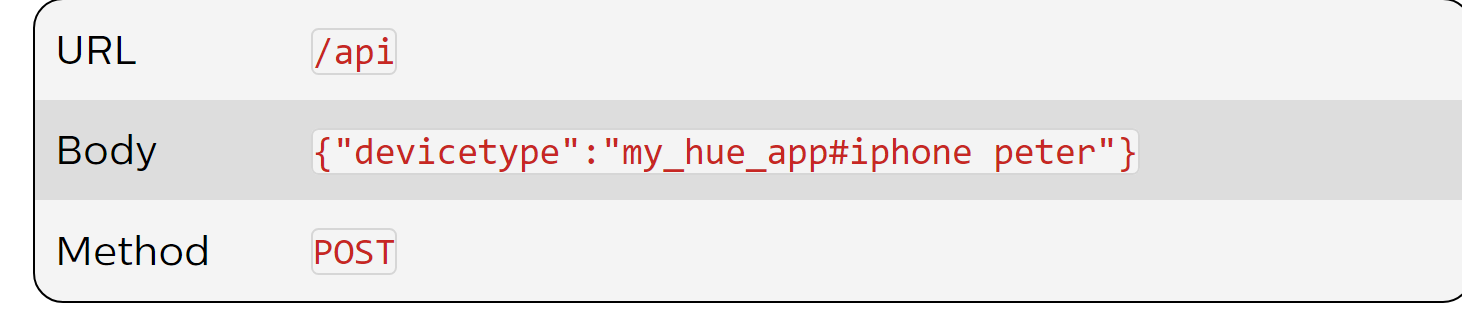 URL /api
Body {"devicetype":"my_hue_app#iphone peter"}
Method POST